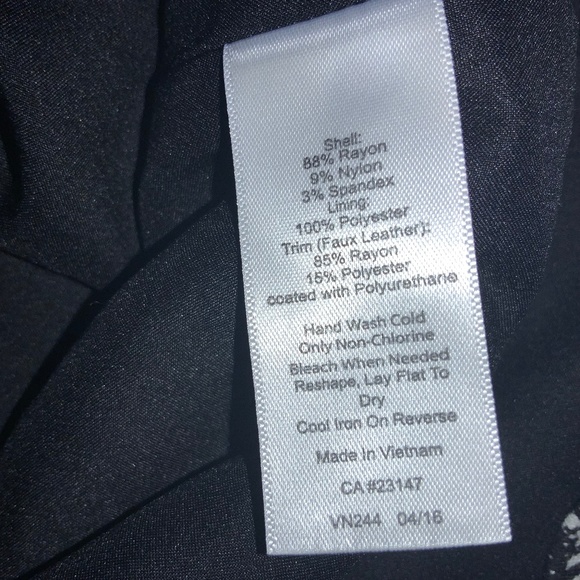 Shell:
88% Rayon
9% Nylon
3% Spandex
Lining:
100% Polyester
Trim (Faux Leather):
85% Rayon
15% Polyester
coated with Polyurethane
Hand Wash Cold
Only Non-Chlorine
Bleach When Needed
Reshape, Lay Flat To
Dry
Cool Iron On Reverse
Made in Vietnam
CA #23147
VN244 04/16